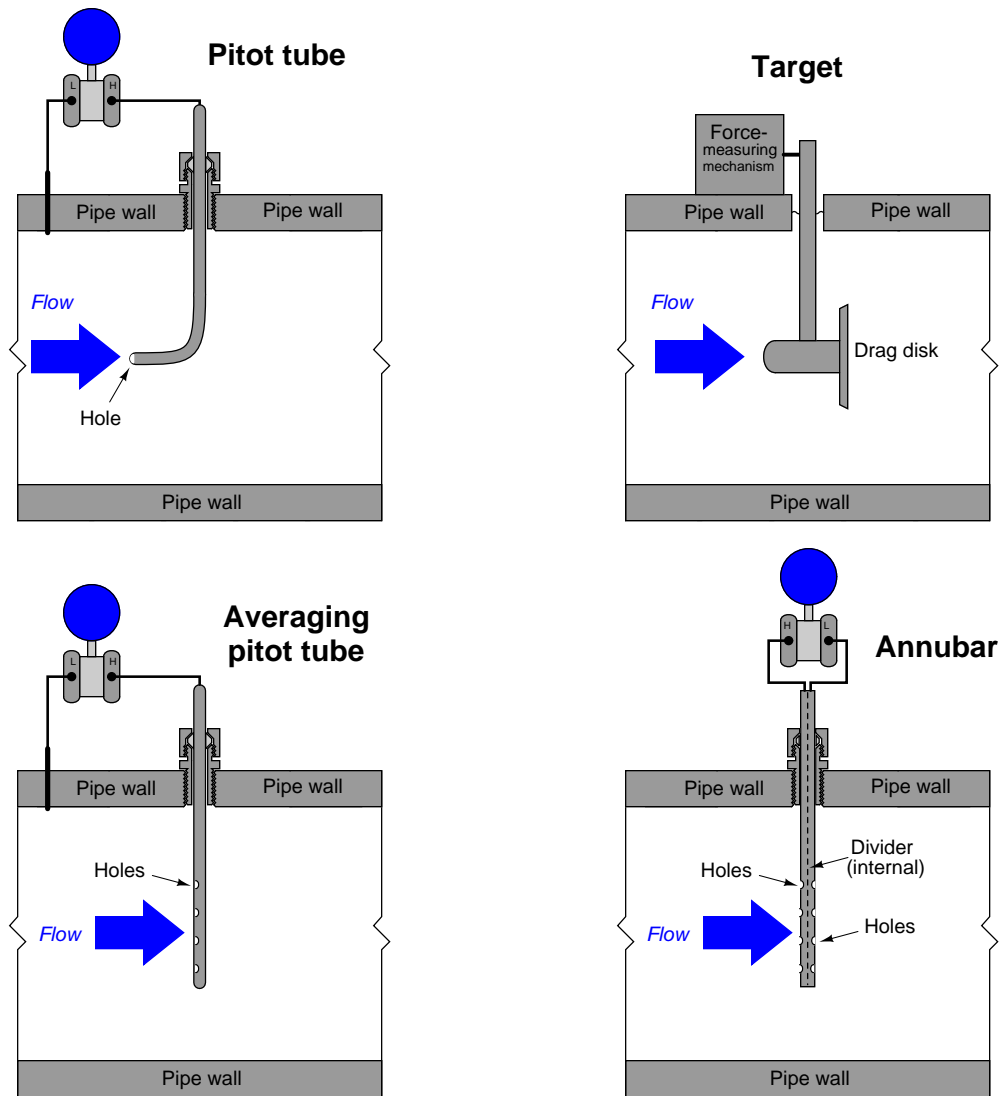 Pitot tube
L H
Pipe wall
Pipe wall
Flow
Hole
Pipe wall
Target
Force-
measuring
mechanism
Pipe wall
Pipe wall
Flow
Drag disk
Pipe wall
Averaging
pitot tube
L H
Pipe wall
Pipe wall
Holes
Flow
Pipe wall
Annubar
H L
Pipe wall
Pipe wall
Divider
(internal)
Holes
Flow
Holes
Pipe wall